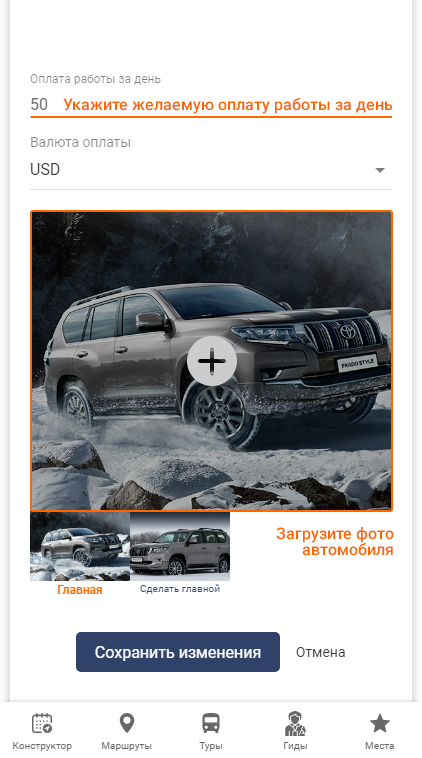 Оплата работы за день
50 Укажите желаемую оплату работы за день
Валюта оплаты
USD
PRADO STYLE
Загрузите фото
автомобиля
Главная
Сделать главной
Сохранить изменения
Отмена
Конструктор
Маршруты
Туры
Гиды
Места